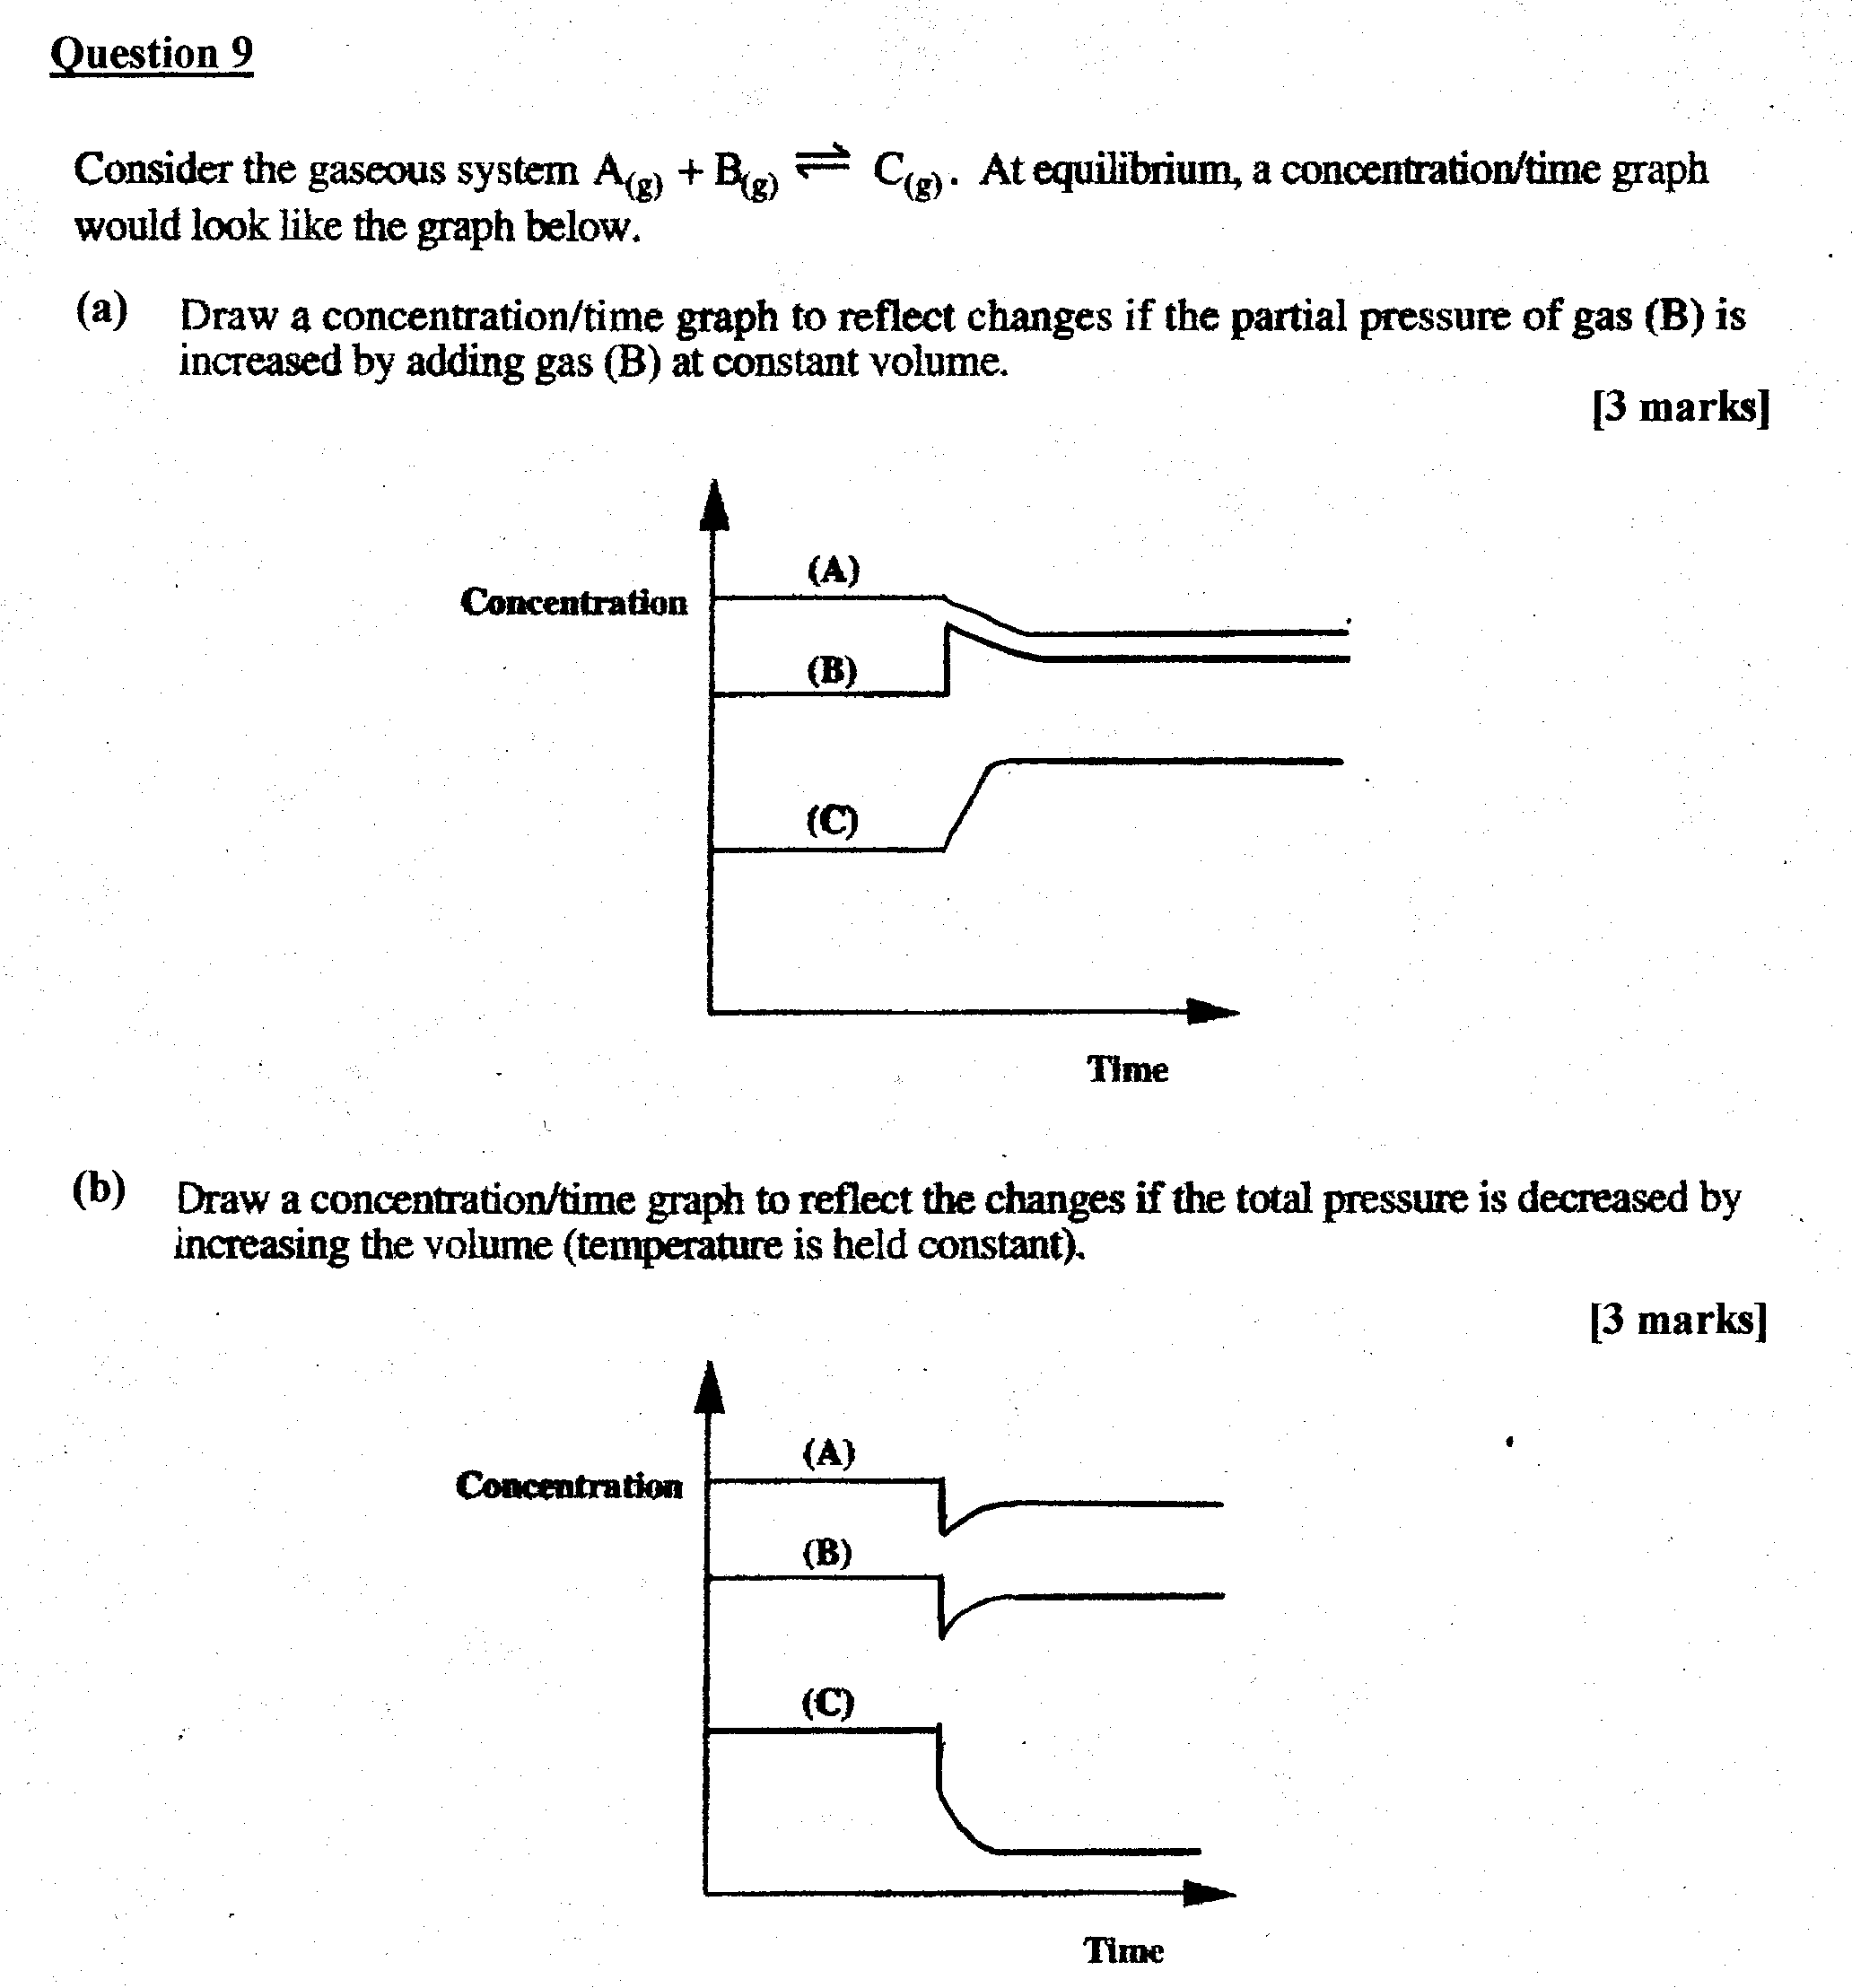 Question 9
Consider the gaseous system A(g) + B(g) ⇌ C(g). At equilibrium, a concentration/time graph
would look like the graph below.
(a) Draw a concentration/time graph to reflect changes if the partial pressure of gas (B) is
increased by adding gas (B) at constant volume.
[3 marks]
(A)
Concentration
(B)
(C)
Time
(b) Draw a concentration/time graph to reflect the changes if the total pressure is decreased by
increasing the volume (temperature is held constant).
[3 marks]
(A)
Concentration
(B)
(C)
Time